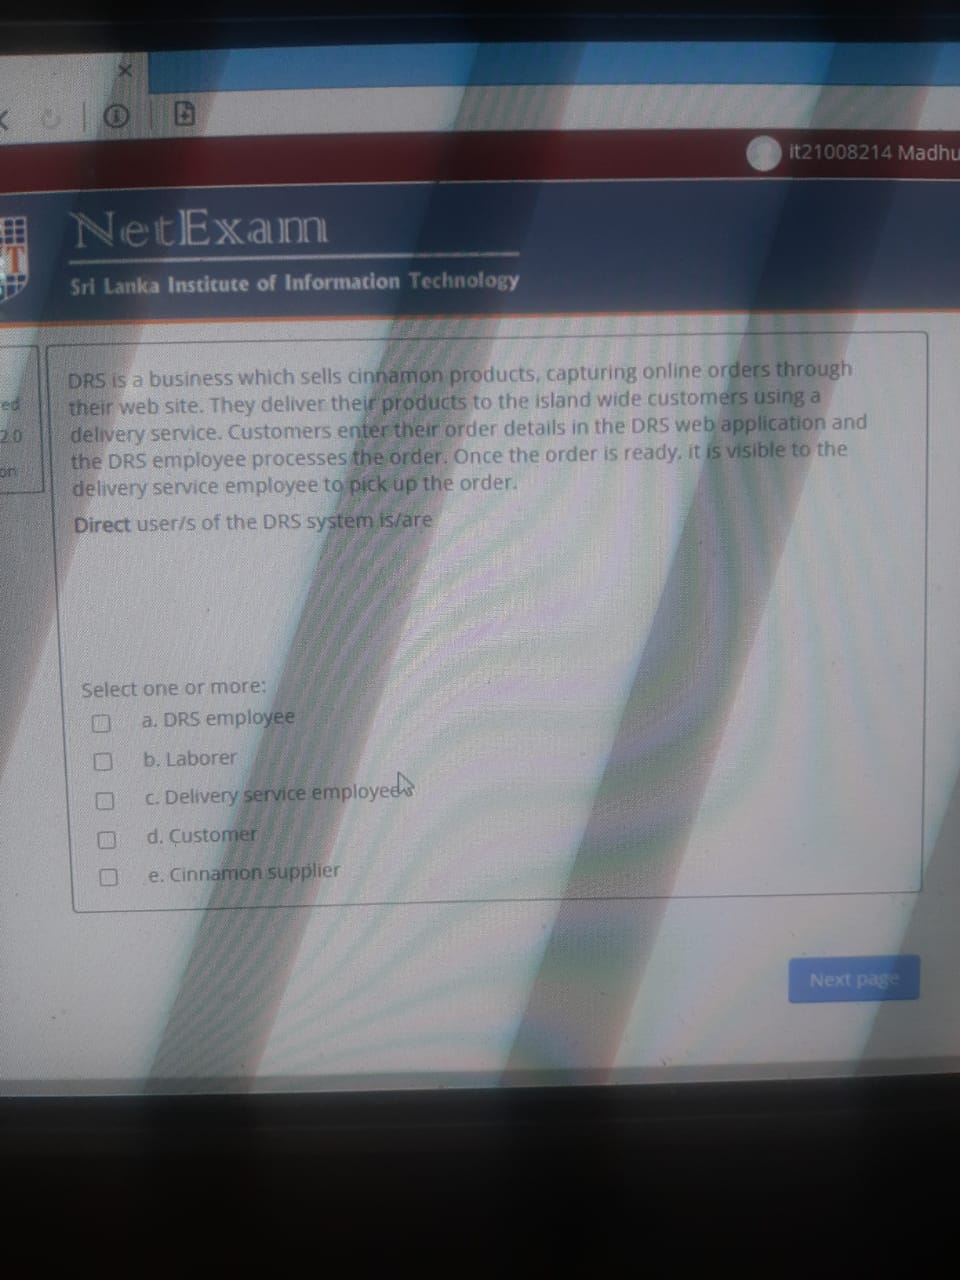 it21008214 Madhu
NetExam
Sri Lanka Institute of Information Technology
DRS is a business which sells cinnamon products, capturing online orders through
their web site. They deliver their products to the island wide customers using a
delivery service. Customers enter their order details in the DRS web application and
the DRS employee processes the order. Once the order is ready, it is visible to the
delivery service employee to pick up the order.
ed
2.0
on
Direct user/s of the DRS system is/are
Select one or more:
a. DRS employee
b. Laborer
c. Delivery service employee
d. Customer
e. Cinnamon supplier
Next page